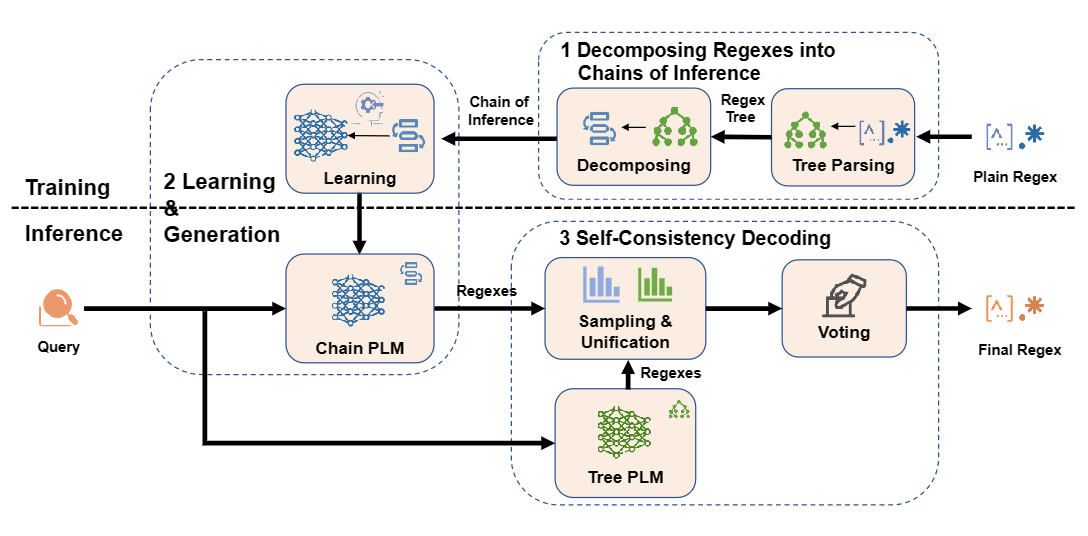 1 Decomposing Regexes into
Chains of Inference
Chain of
Inference
Regex
Tree
Learning
Decomposing
Tree Parsing
Plain Regex
Training
2 Learning
&
Generation
Inference
3 Self-Consistency Decoding
Query
Chain PLM
Regexes
Sampling &
Unification
Voting
Final Regex
Regexes
Tree PLM